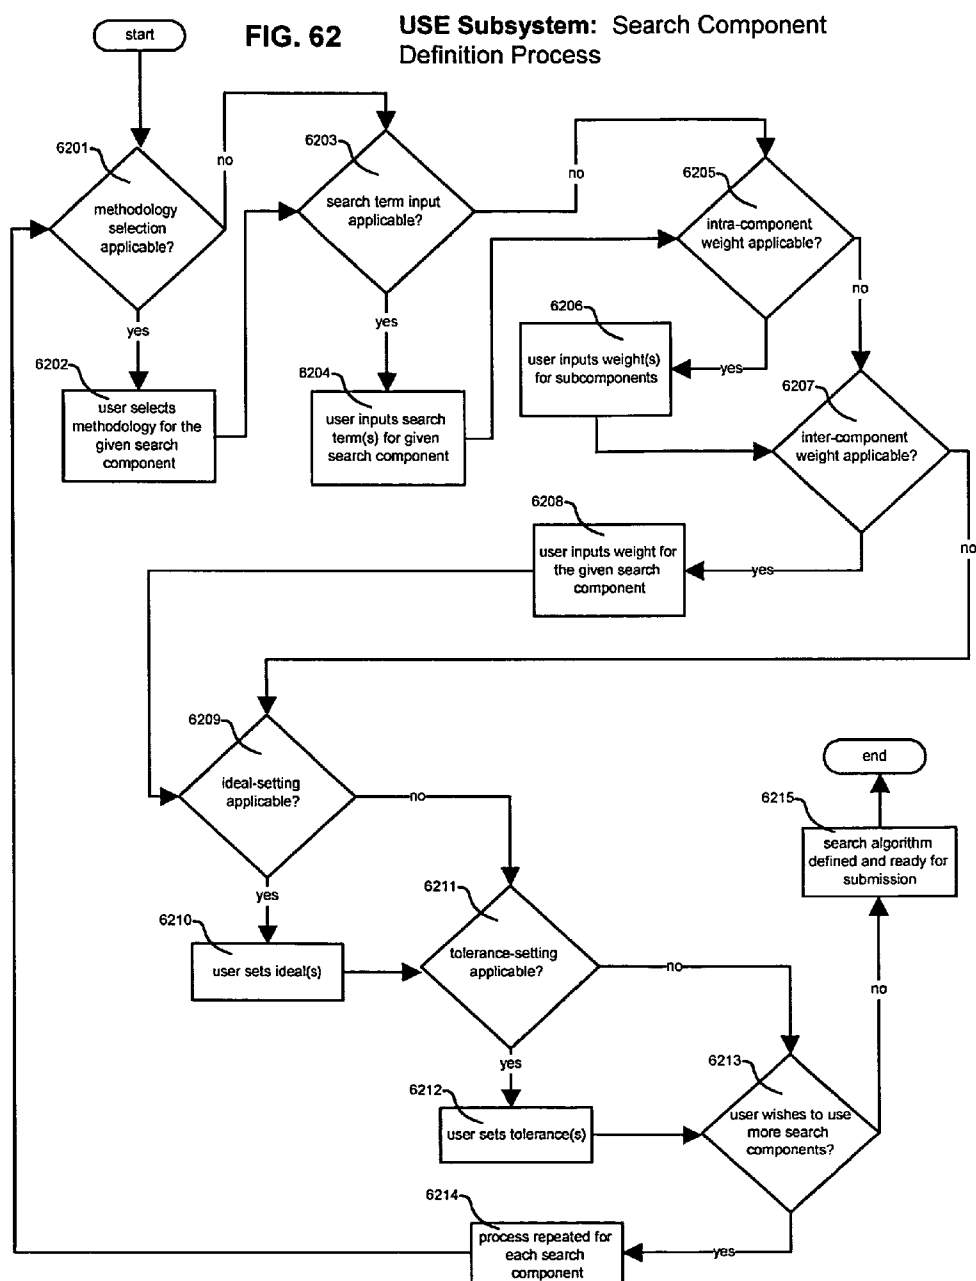 start
FIG. 62
USE Subsystem: Search Component
Definition Process
6201
methodology
selection
applicable?
no
yes
6202
user selects
methodology for the
given search
component
6203
search term input
applicable?
no
yes
6204
user inputs search
term(s) for given
search component
6205
intra-component
weight applicable?
no
yes
6206
user inputs weight(s)
for subcomponents
6207
inter-component
weight applicable?
no
yes
6208
user inputs weight for
the given search
component
6209
ideal-setting
applicable?
no
yes
6210
user sets ideal(s)
6211
tolerance-setting
applicable?
no
yes
6212
user sets tolerance(s)
6213
user wishes to use
more search
components?
no
yes
6214
process repeated for
each search
component
6215
search algorithm
defined and ready for
submission
end